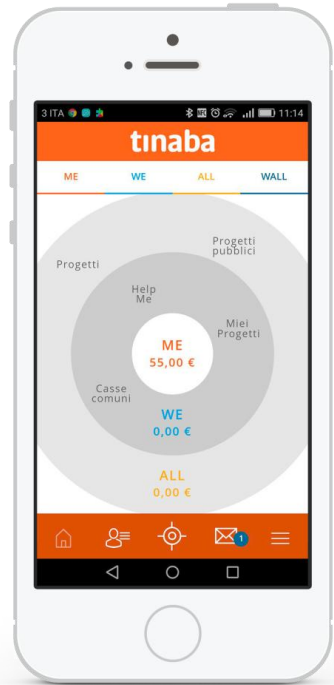 3 ITA 11:14
tinaba
ME WE ALL WALL
Progetti
pubblici
Progetti
Help
Me
Miei
Progetti
ME
55,00 €
Casse
comuni
WE
0,00 €
ALL
0,00 €
1